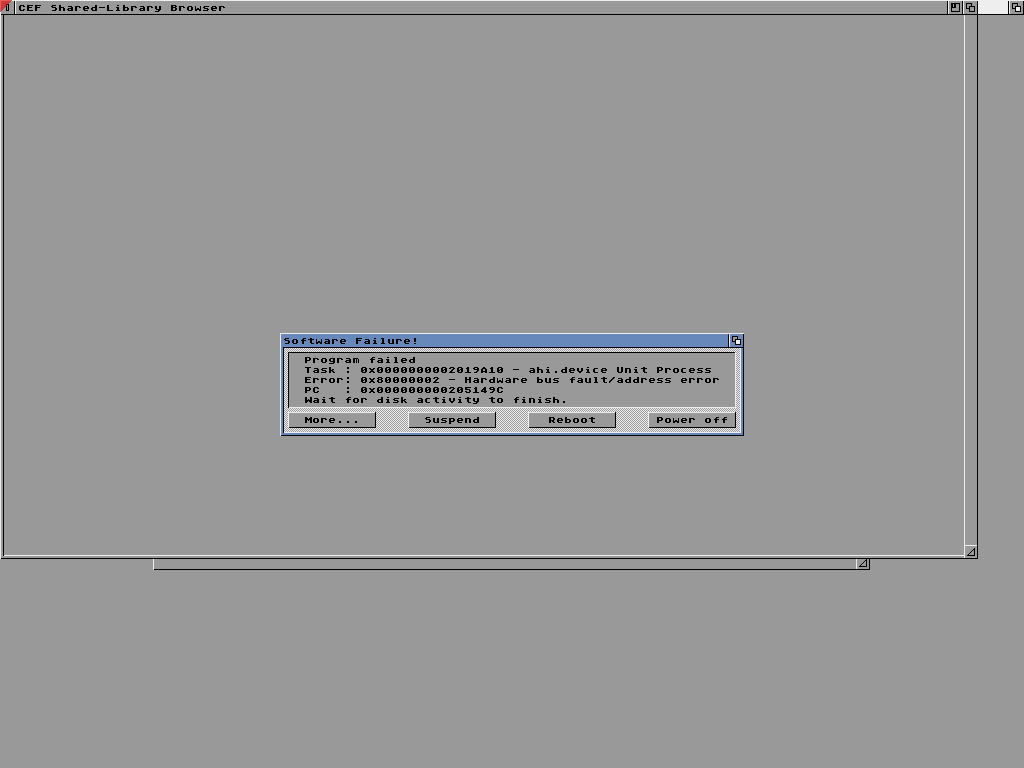 CEF Shared-Library Browser
Software Failure!
Program failed
Task : 0x0000000002019A10 - ahi.device Unit Process
Error: 0x80000002 - Hardware bus fault/address error
PC   : 0x000000000205149C
Wait for disk activity to finish.
More... Suspend Reboot Power off